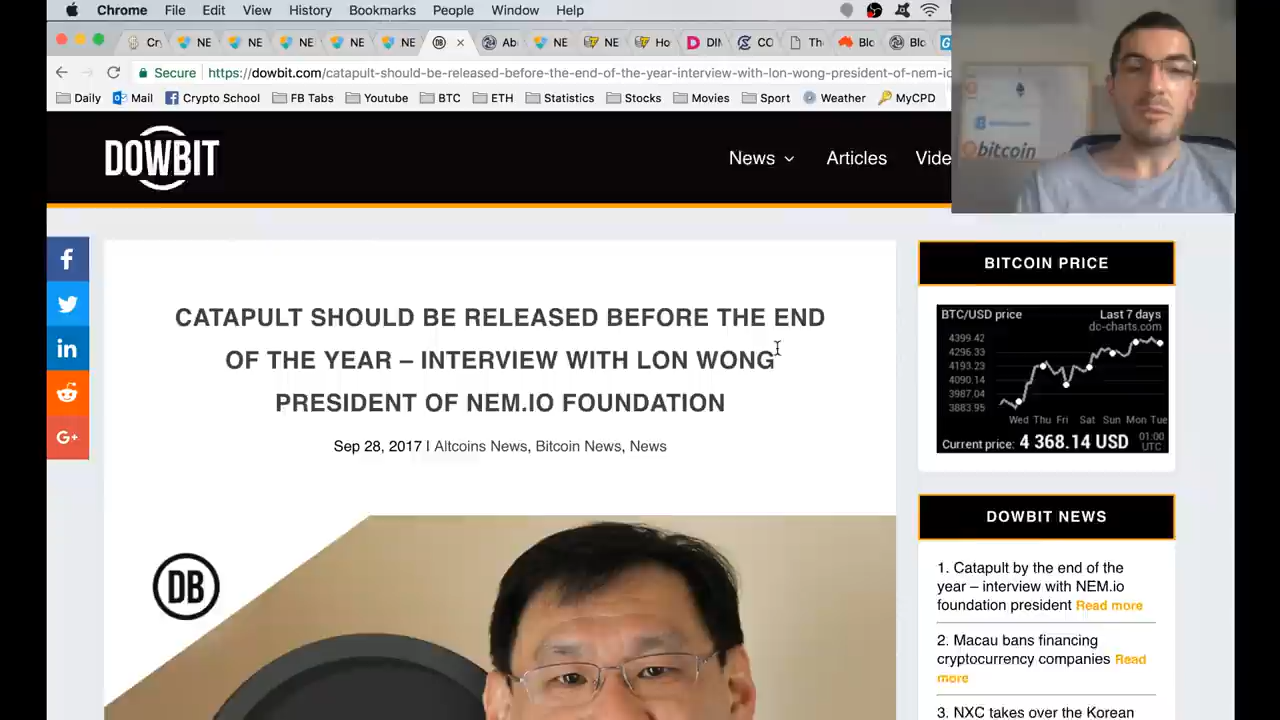 Chrome File Edit View History Bookmarks People Window Help
Cr NE NE NE NE NE DB Ab NE NE Ho DIN CC Th Blo Blo
Secure https://dowbit.com/catapult-should-be-released-before-the-end-of-the-year-interview-with-lon-wong-president-of-nem-io
Daily Mail Crypto School FB Tabs Youtube BTC ETH Statistics Stocks Movies Sport Weather MyCPD
bitcoin
DOWBIT
News Articles Vide
CATAPULT SHOULD BE RELEASED BEFORE THE END
OF THE YEAR – INTERVIEW WITH LON WONG
PRESIDENT OF NEM.IO FOUNDATION
Sep 28, 2017 | Altcoins News, Bitcoin News, News
DB
BITCOIN PRICE
BTC/USD price Last 7 days
dc-charts.com
4399.42
4296.33
4193.23
4090.14
3987.04
3883.95
Wed Thu Fri Sat Sun Mon Tue
Current price: 4 368.14 USD 01:00
UTC
DOWBIT NEWS
1. Catapult by the end of the
year – interview with NEM.io
foundation president Read more
2. Macau bans financing
cryptocurrency companies Read
more
3. NXC takes over the Korean